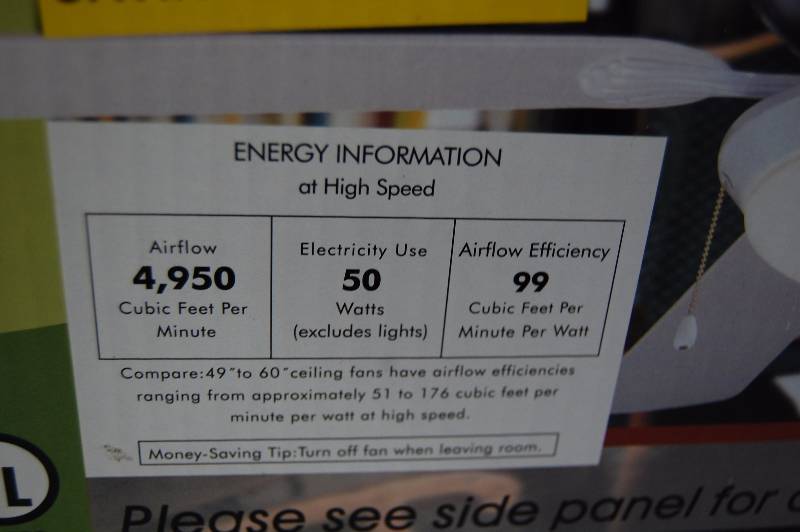 ENERGY INFORMATION
at High Speed
Airflow
4,950
Cubic Feet Per
Minute
Electricity Use
50
Watts
(excludes lights)
Airflow Efficiency
99
Cubic Feet Per
Minute Per Watt
Compare:49"to 60"ceiling fans have airflow efficiencies
ranging from approximately 51 to 176 cubic feet per
minute per watt at high speed.
Money-Saving Tip:Turn off fan when leaving room.
L
Please see side panel for